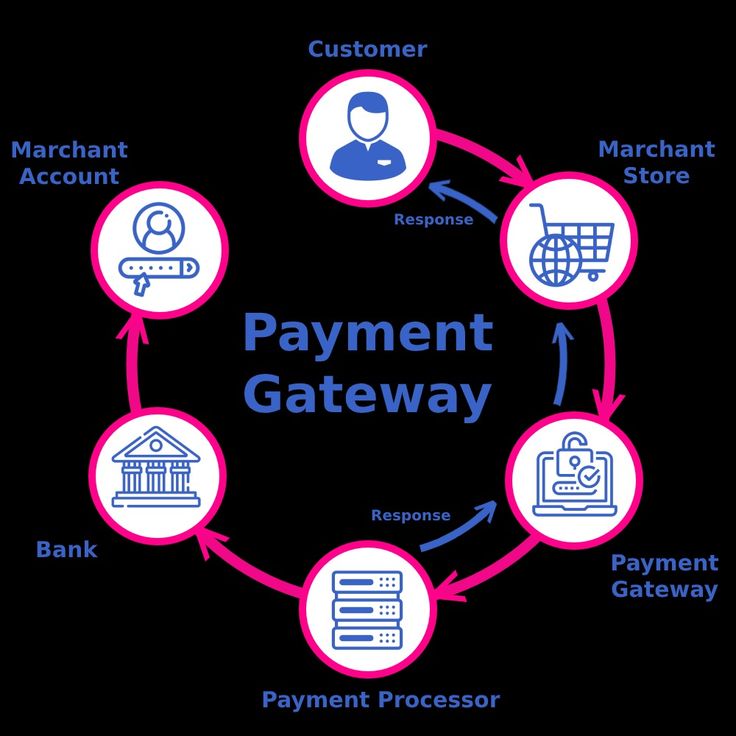 Customer
Marchant
Store
Response
Marchant
Account
Payment
Gateway
Response
Bank
Payment
Gateway
Payment Processor